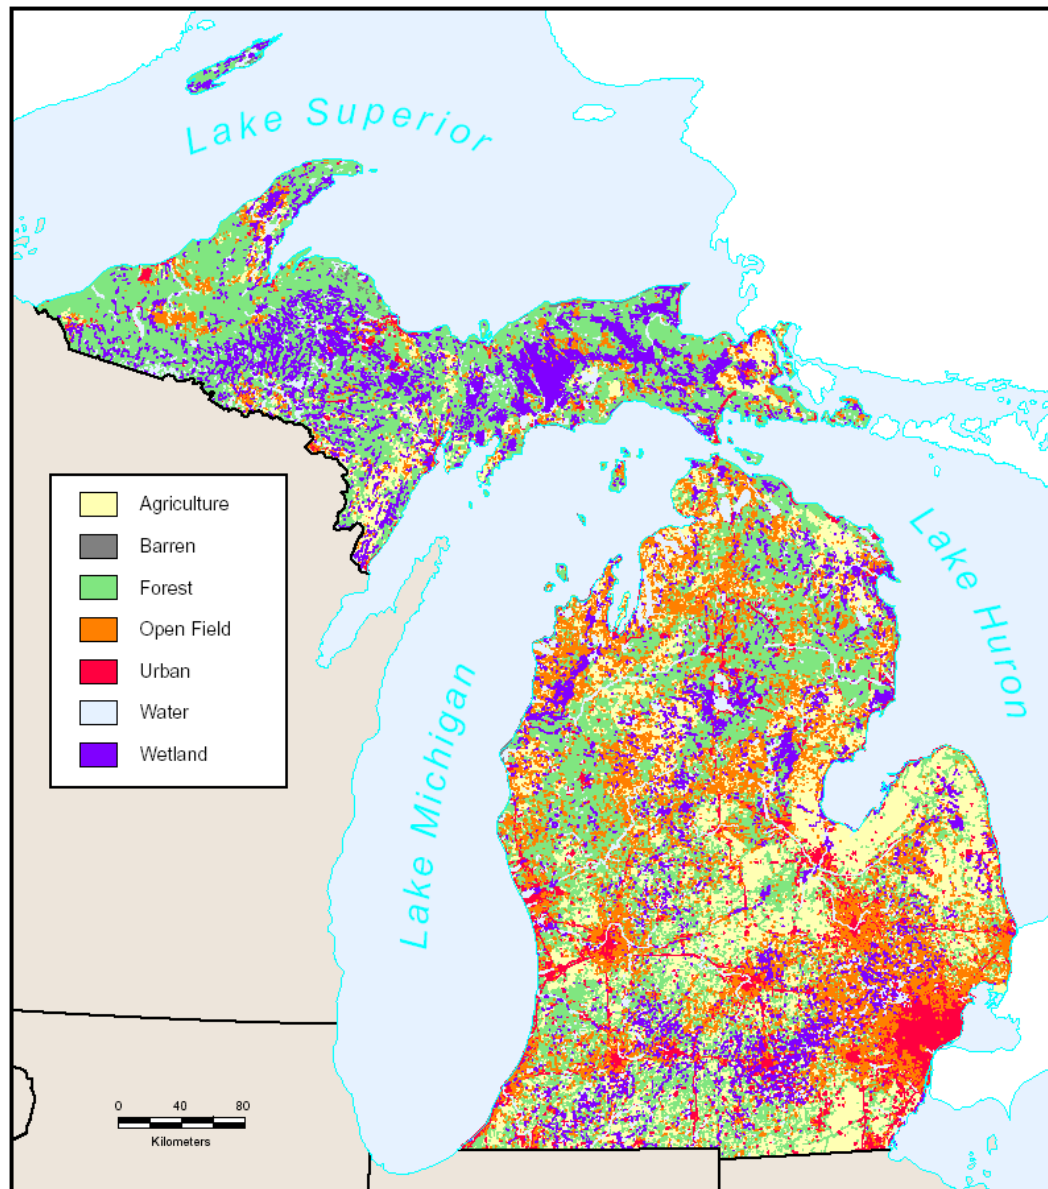 Lake Superior
Lake Huron
Lake Michigan
Agriculture
Barren
Forest
Open Field
Urban
Water
Wetland
0 40 80
Kilometers